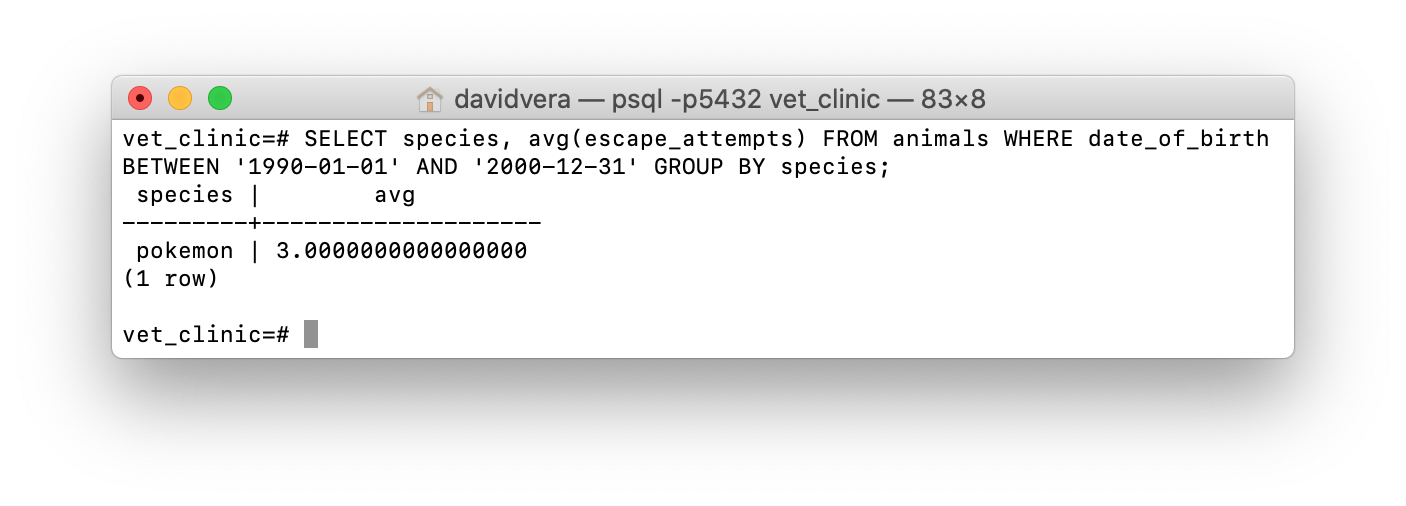 davidvera — psql -p5432 vet_clinic — 83×8
vet_clinic=# SELECT species, avg(escape_attempts) FROM animals WHERE date_of_birth
BETWEEN '1990-01-01' AND '2000-12-31' GROUP BY species;
 species |        avg
---------+--------------------
 pokemon | 3.0000000000000000
(1 row)

vet_clinic=#